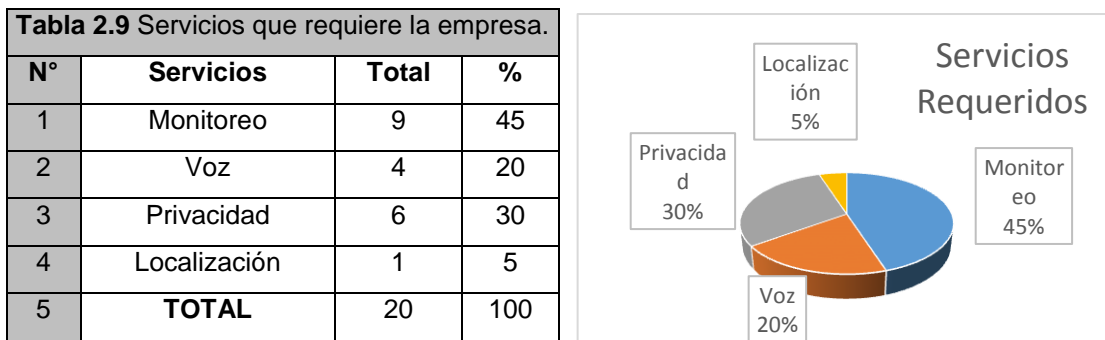 Tabla 2.9 Servicios que requiere la empresa.
N° Servicios Total %
1 Monitoreo 9 45
2 Voz 4 20
3 Privacidad 6 30
4 Localización 1 5
5 TOTAL 20 100
Servicios
Requeridos
Localizac
ión
5%
Privacida
d
30%
Monitor
eo
45%
Voz
20%